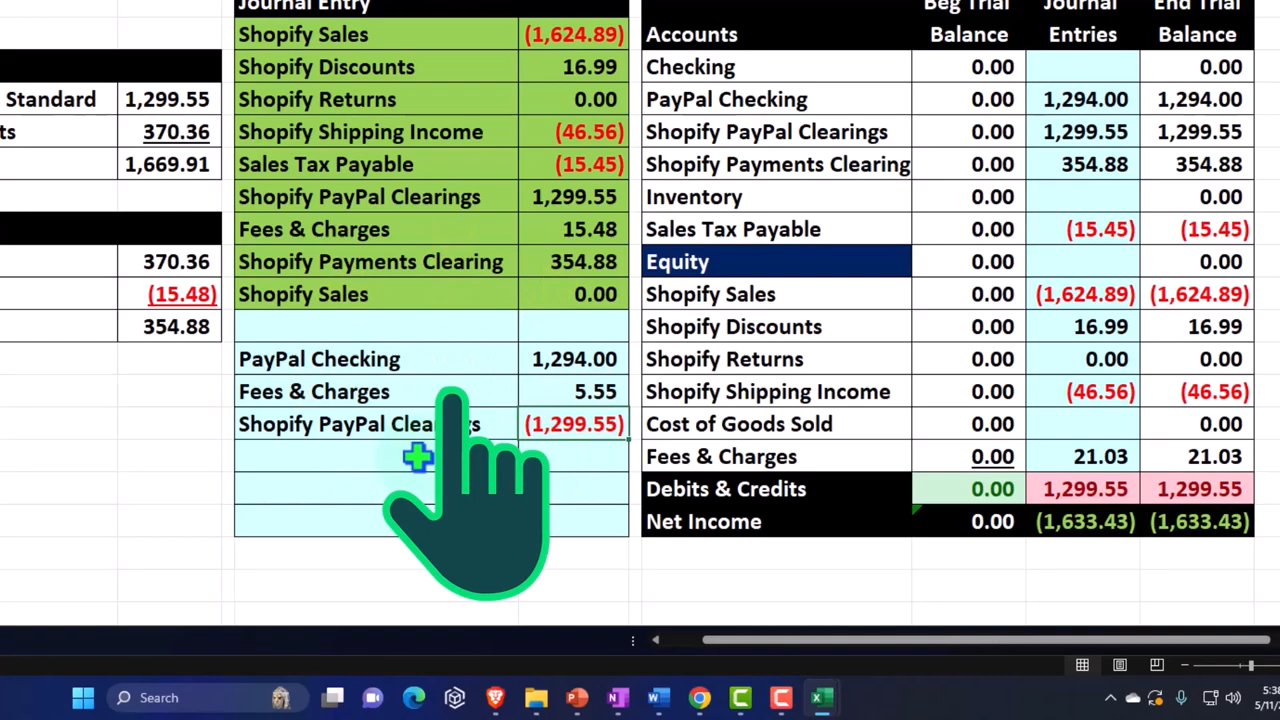 Journal Entry
Shopify Sales (1,624.89)
Shopify Discounts 16.99
Shopify Returns 0.00
Shopify Shipping Income (46.56)
Sales Tax Payable (15.45)
Shopify PayPal Clearings 1,299.55
Fees & Charges 15.48
Shopify Payments Clearing 354.88
Shopify Sales 0.00
PayPal Checking 1,294.00
Fees & Charges 5.55
Shopify PayPal Clearings (1,299.55)
Standard 1,299.55
ts 370.36
1,669.91
370.36
(15.48)
354.88
Beg Trial Journal End Trial
Accounts Balance Entries Balance
Checking 0.00 0.00
PayPal Checking 0.00 1,294.00 1,294.00
Shopify PayPal Clearings 0.00 1,299.55 1,299.55
Shopify Payments Clearing 0.00 354.88 354.88
Inventory 0.00 0.00
Sales Tax Payable 0.00 (15.45) (15.45)
Equity 0.00 0.00
Shopify Sales 0.00 (1,624.89) (1,624.89)
Shopify Discounts 0.00 16.99 16.99
Shopify Returns 0.00 0.00 0.00
Shopify Shipping Income 0.00 (46.56) (46.56)
Cost of Goods Sold 0.00 0.00
Fees & Charges 0.00 21.03 21.03
Debits & Credits 0.00 1,299.55 1,299.55
Net Income 0.00 (1,633.43) (1,633.43)
Search
5:38
5/11/